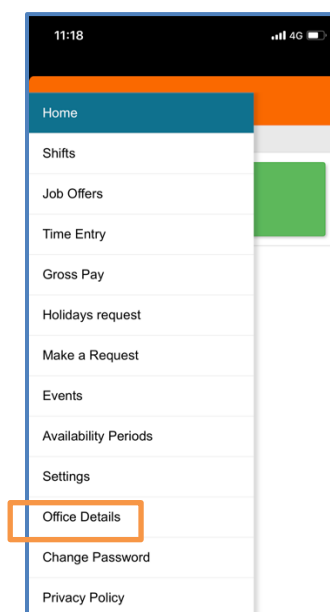 11:18 4G
Home
Shifts
Job Offers
Time Entry
Gross Pay
Holidays request
Make a Request
Events
Availability Periods
Settings
Office Details
Change Password
Privacy Policy